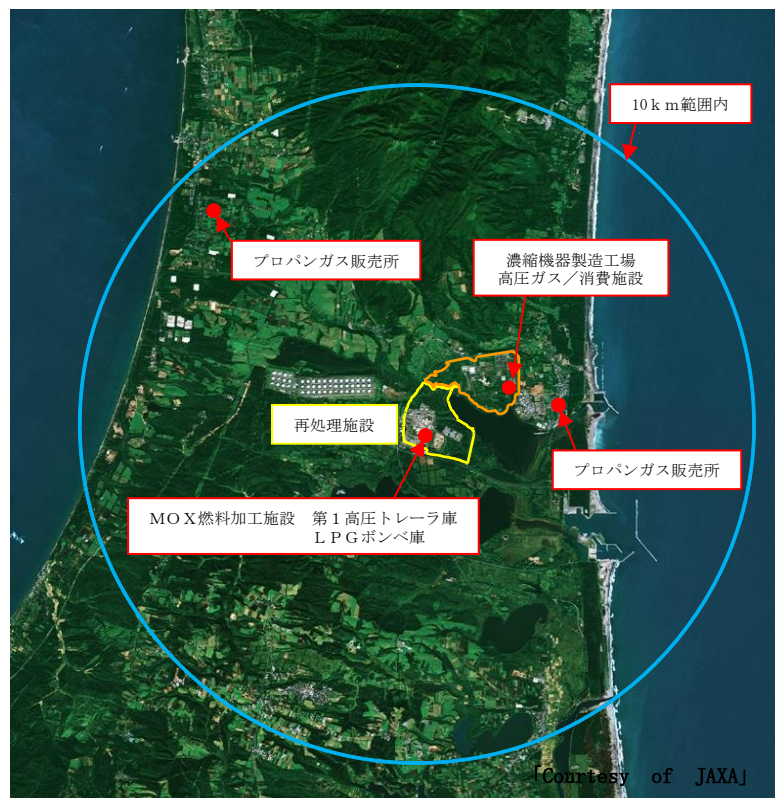 10ｋｍ範囲内
プロパンガス販売所
濃縮機器製造工場
高圧ガス／消費施設
再処理施設
プロパンガス販売所
ＭＯＸ燃料加工施設　第１高圧トレーラ庫
ＬＰＧボンベ庫
「Courtesy　of　JAXA」